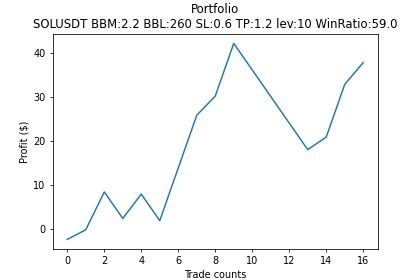 Portfolio
SOLUSDT BBM:2.2 BBL:260 SL:0.6 TP:1.2 lev:10 WinRatio:59.0
40
30
20
10
0
Profit ($)
0 2 4 6 8 10 12 14 16
Trade counts